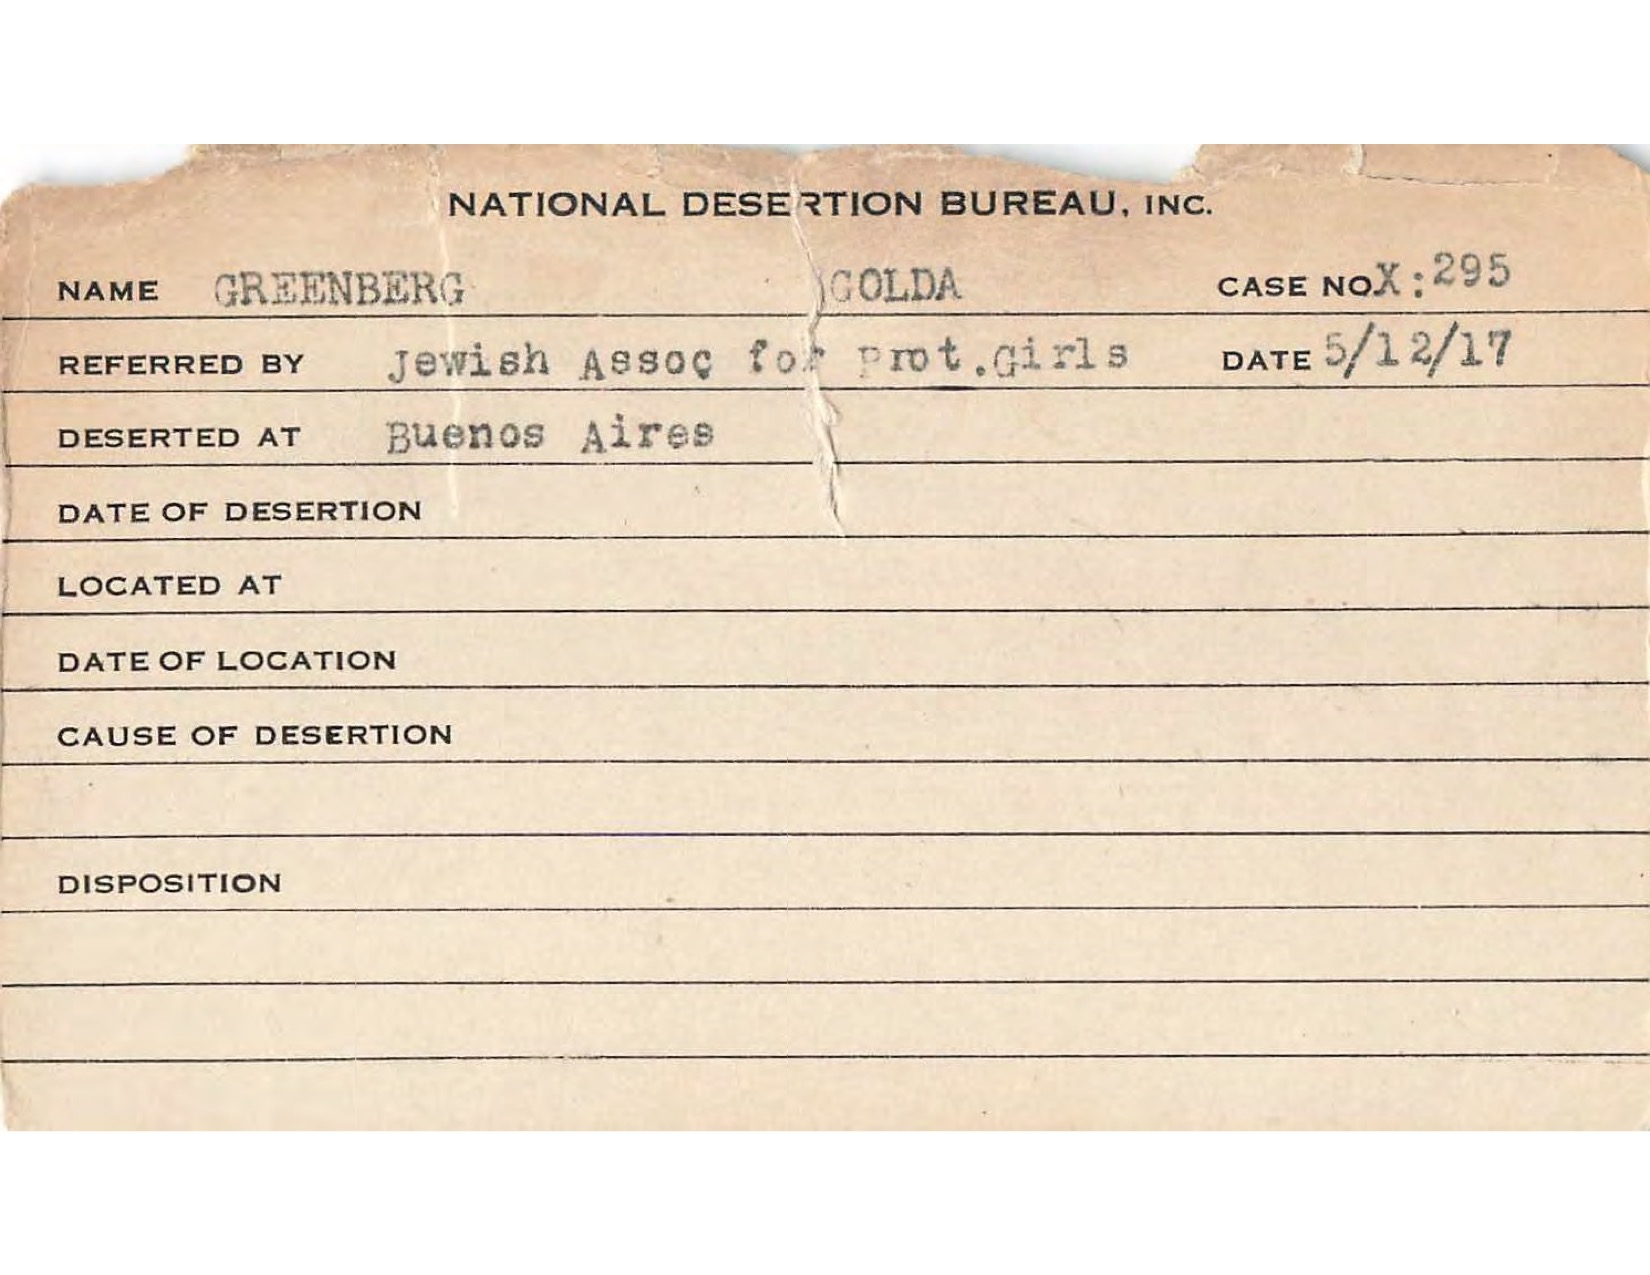 NATIONAL DESERTION BUREAU, INC.
NAME GREENBERG GOLDA CASE NO. X:295
REFERRED BY Jewish Assoc for Prot.Girls DATE 5/12/17
DESERTED AT Buenos Aires
DATE OF DESERTION
LOCATED AT
DATE OF LOCATION
CAUSE OF DESERTION
DISPOSITION